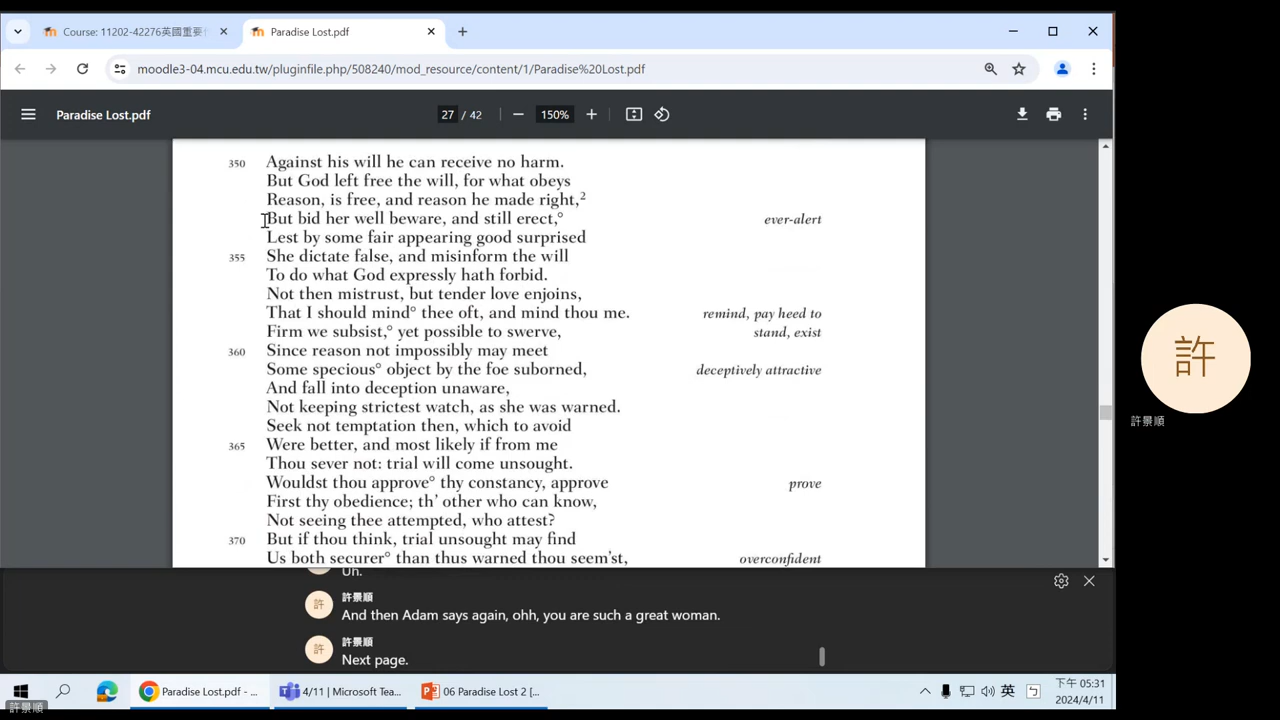 Course: 11202-42276英國重要
Paradise Lost.pdf
moodle3-04.mcu.edu.tw/pluginfile.php/508240/mod_resource/content/1/Paradise%20Lost.pdf
Paradise Lost.pdf
27 / 42
150%
350 Against his will he can receive no harm.
But God left free the will, for what obeys
Reason, is free, and reason he made right,2
But bid her well beware, and still erect,° ever-alert
Lest by some fair appearing good surprised
355 She dictate false, and misinform the will
To do what God expressly hath forbid.
Not then mistrust, but tender love enjoins,
That I should mind° thee oft, and mind thou me. remind, pay heed to
Firm we subsist,° yet possible to swerve, stand, exist
360 Since reason not impossibly may meet
Some specious° object by the foe suborned, deceptively attractive
And fall into deception unaware,
Not keeping strictest watch, as she was warned.
Seek not temptation then, which to avoid
365 Were better, and most likely if from me
Thou sever not: trial will come unsought.
Wouldst thou approve° thy constancy, approve prove
First thy obedience; th' other who can know,
Not seeing thee attempted, who attest?
370 But if thou think, trial unsought may find
Us both securer° than thus warned thou seem'st, overconfident
Uh.
許 許景順
And then Adam says again, ohh, you are such a great woman.
許 許景順
Next page.
許
許景順
Paradise Lost.pdf - ...
4/11 | Microsoft Tea...
06 Paradise Lost 2 [...
英
ㄅ
下午 05:31
2024/4/11
許景順